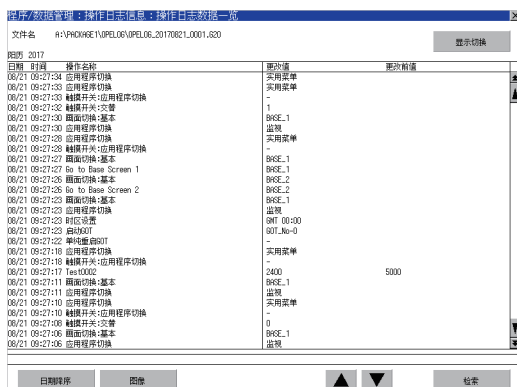 程序/数据管理：操作日志信息：操作日志数据一览
文件名 A:\PACKAGE1\OPELOG\OPELOG_20170821_0001.G2O
显示切换
阳历 2017
日期 时间 操作名称 更改值 更改前值
08/21 09:27:34 应用程序切换 实用菜单
08/21 09:27:33 应用程序切换 实用菜单
08/21 09:27:33 触摸开关:应用程序切换 -
08/21 09:27:32 触摸开关:交替 1
08/21 09:27:30 画面切换:基本 BASE_1
08/21 09:27:30 应用程序切换 监视
08/21 09:27:28 应用程序切换 实用菜单
08/21 09:27:28 触摸开关:应用程序切换 -
08/21 09:27:27 画面切换:基本 BASE_1
08/21 09:27:27 Go to Base Screen 1 BASE_1
08/21 09:27:26 画面切换:基本 BASE_2
08/21 09:27:26 Go to Base Screen 2 BASE_2
08/21 09:27:23 画面切换:基本 BASE_1
08/21 09:27:23 应用程序切换 监视
08/21 09:27:23 时区设置 GMT 00:00
08/21 09:27:23 启动GOT GOT_No-0
08/21 09:27:22 单纯重启GOT -
08/21 09:27:18 应用程序切换 实用菜单
08/21 09:27:18 触摸开关:应用程序切换 -
08/21 09:27:17 Test0002 2400 5000
08/21 09:27:11 画面切换:基本 BASE_1
08/21 09:27:11 应用程序切换 监视
08/21 09:27:10 应用程序切换 实用菜单
08/21 09:27:10 触摸开关:应用程序切换 -
08/21 09:27:08 触摸开关:交替 0
08/21 09:27:06 画面切换:基本 BASE_1
08/21 09:27:06 应用程序切换 监视
日期降序 图像 ▲ ▼ 检索